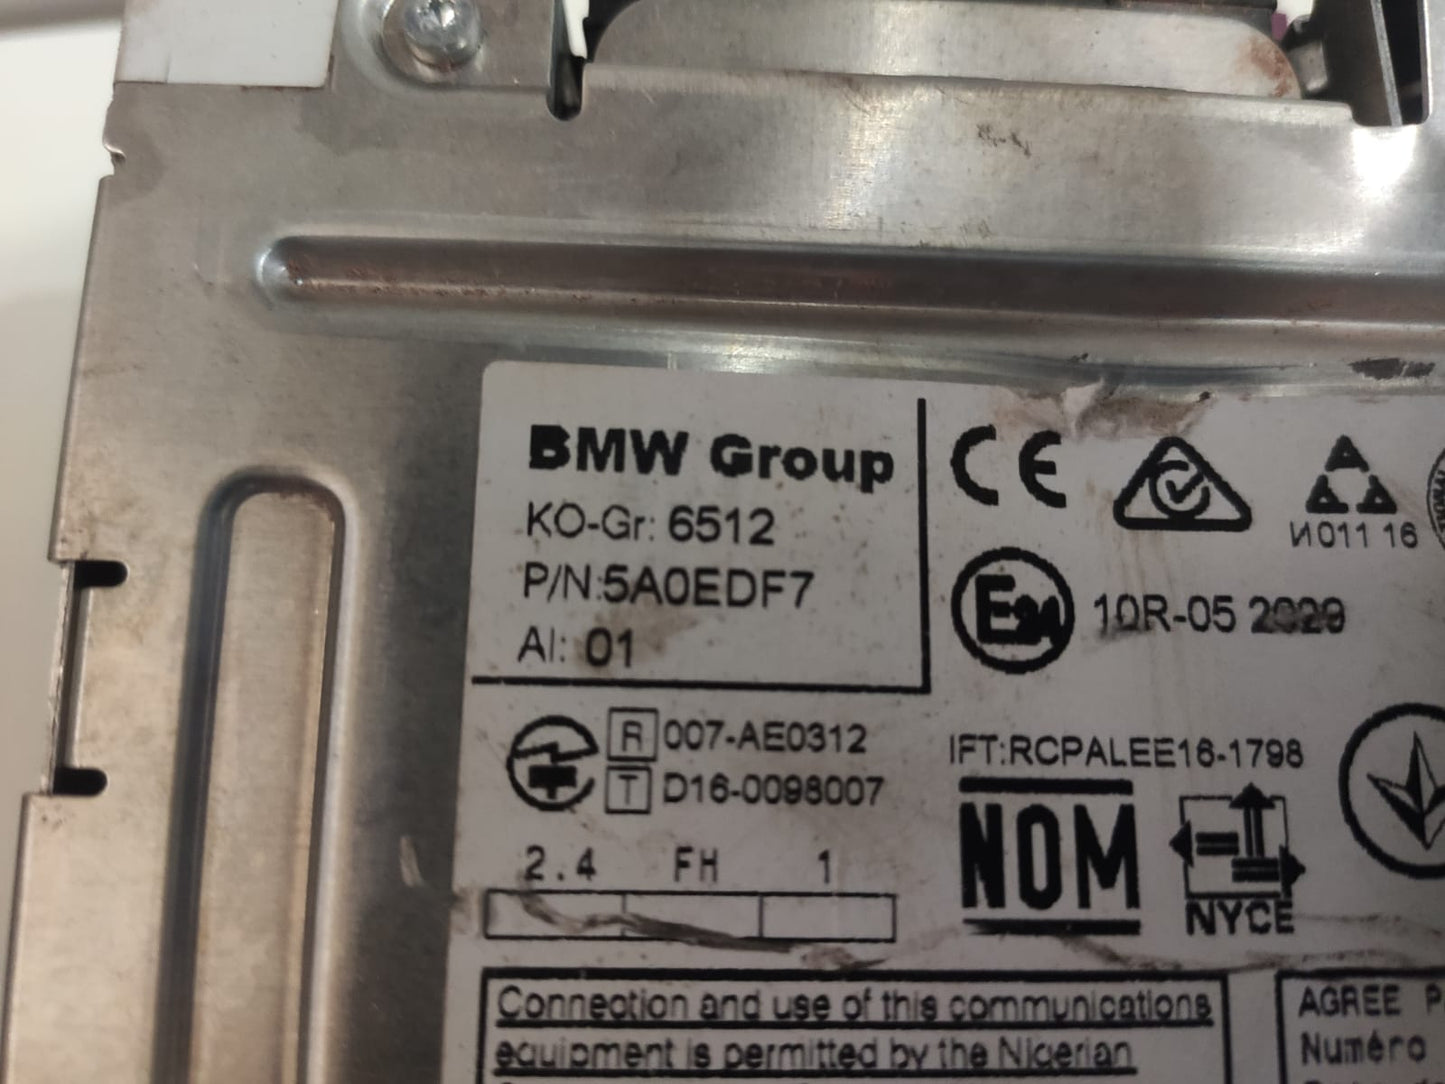 BMW Group
KO-Gr: 6512
P/N:5A0EDF7
AI: 01
CE
И011 16
E24
10R-05
R 007-AE0312
T D16-0098007
IFT:RCPALEE16-1798
NOM
NYCE
2.4 FH 1
Connection and use of this communications
equipment is permitted by the Nigerian
AGREE P
Numéro